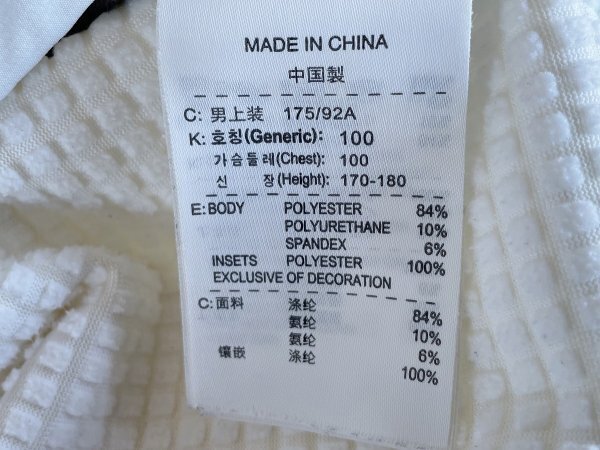 MADE IN CHINA
中国製
C: 男上装 175/92A
K: 호칭(Generic): 100
가슴둘레(Chest): 100
신 장(Height): 170-180
E: BODY POLYESTER 84%
POLYURETHANE 10%
SPANDEX 6%
INSETS POLYESTER 100%
EXCLUSIVE OF DECORATION
C: 面料 涤纶 84%
氨纶 10%
氨纶 6%
镶嵌 涤纶 100%